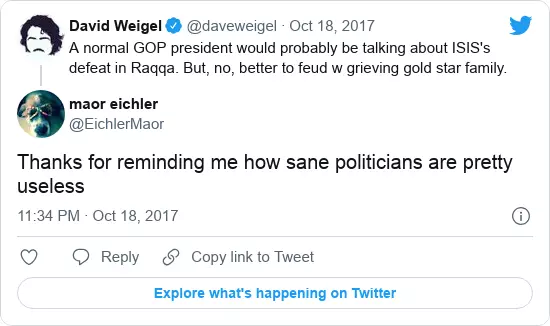 David Weigel @daveweigel · Oct 18, 2017
A normal GOP president would probably be talking about ISIS's
defeat in Raqqa. But, no, better to feud w grieving gold star family.
maor eichler
@EichlerMaor
Thanks for reminding me how sane politicians are pretty
useless
11:34 PM · Oct 18, 2017
Reply
Copy link to Tweet
Explore what's happening on Twitter